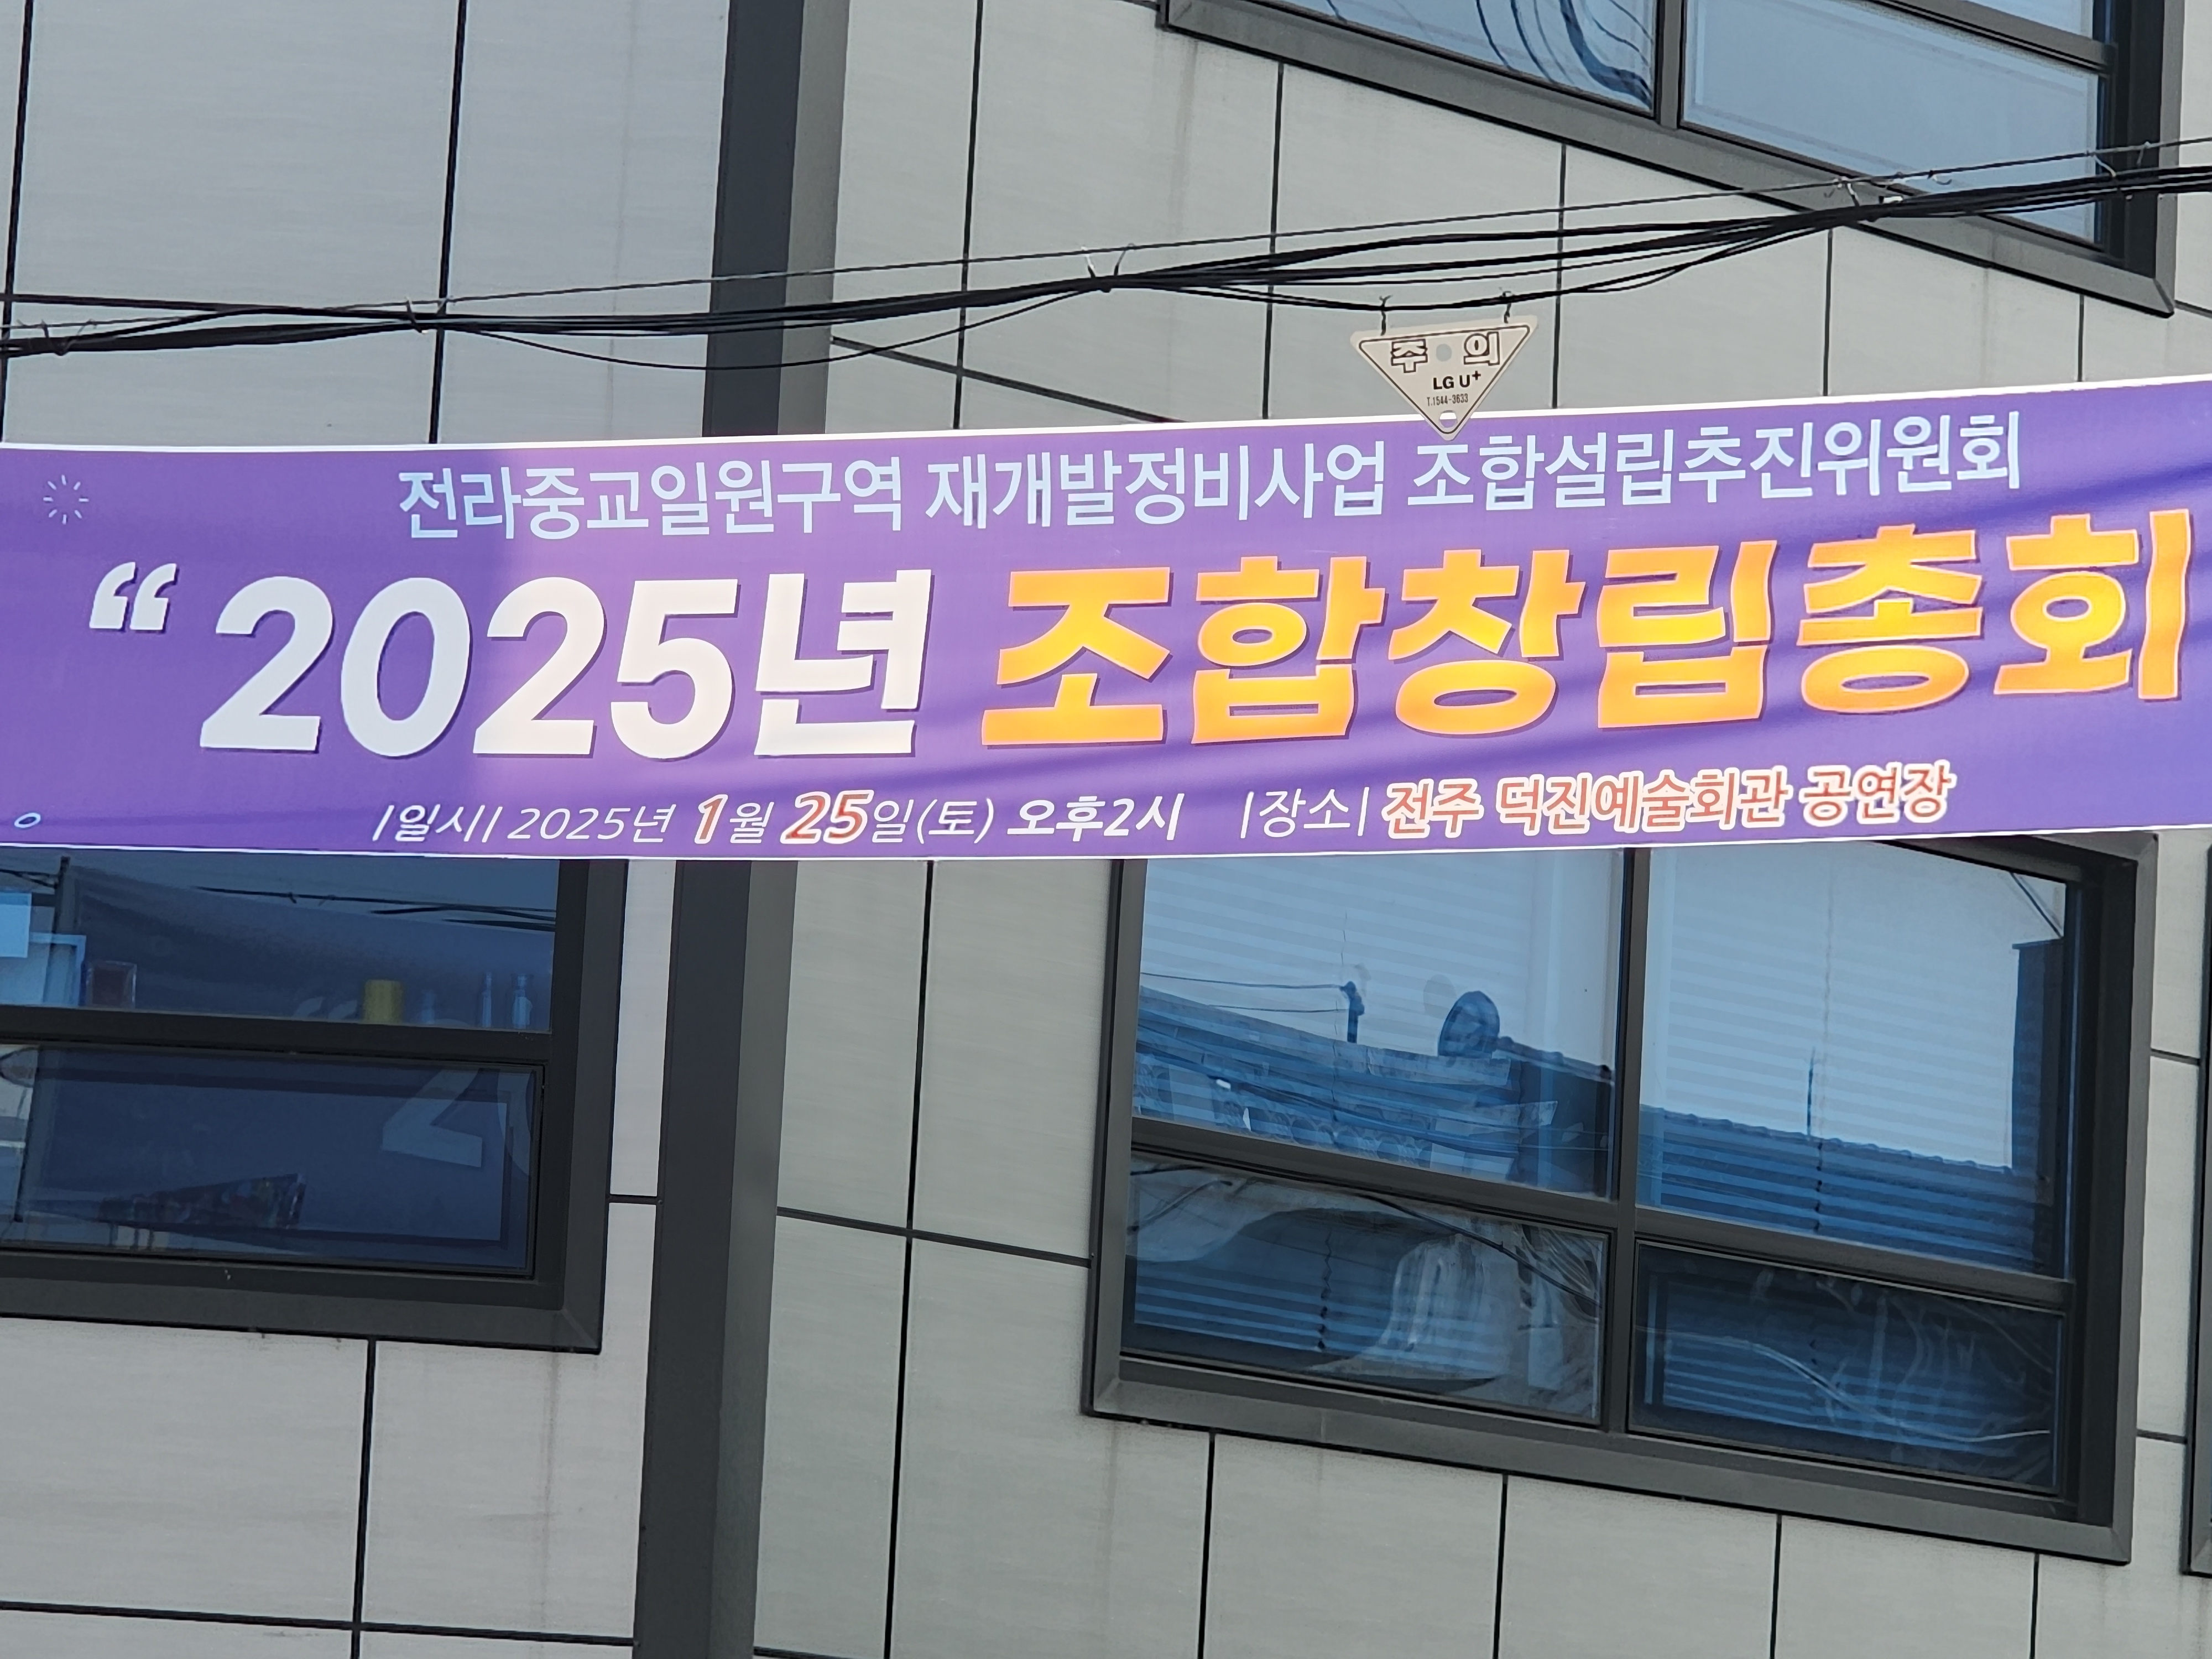 주의
LG U+
T.1544-3633
전라중교일원구역 재개발정비사업 조합설립추진위원회
“2025년 조합창립총회
|일시| 2025년 1월 25일(토) 오후2시 |장소| 전주 덕진예술회관 공연장